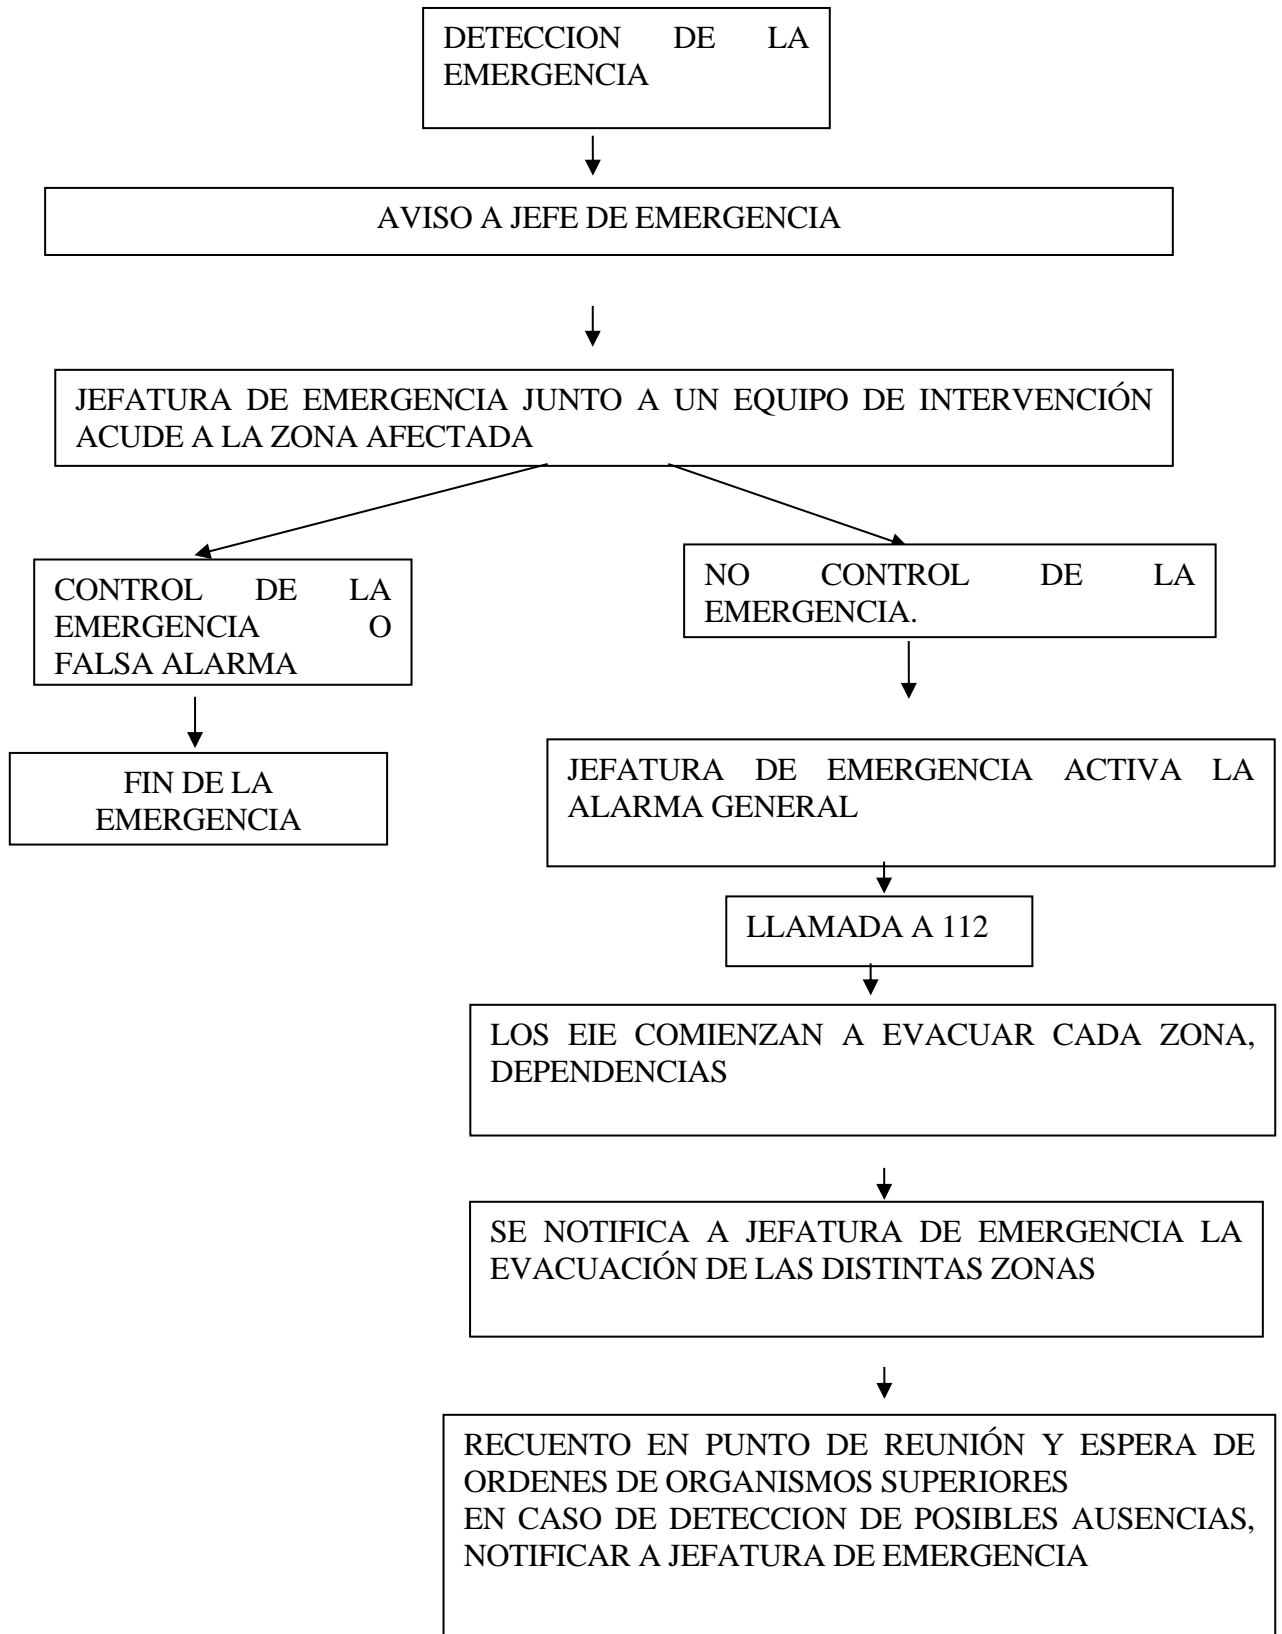 DETECCION DE LA
EMERGENCIA
AVISO A JEFE DE EMERGENCIA
JEFATURA DE EMERGENCIA JUNTO A UN EQUIPO DE INTERVENCIÓN
ACUDE A LA ZONA AFECTADA
CONTROL DE LA
EMERGENCIA O
FALSA ALARMA
FIN DE LA
EMERGENCIA
NO CONTROL DE LA
EMERGENCIA.
JEFATURA DE EMERGENCIA ACTIVA LA
ALARMA GENERAL
LLAMADA A 112
LOS EIE COMIENZAN A EVACUAR CADA ZONA,
DEPENDENCIAS
SE NOTIFICA A JEFATURA DE EMERGENCIA LA
EVACUACIÓN DE LAS DISTINTAS ZONAS
RECUENTO EN PUNTO DE REUNIÓN Y ESPERA DE
ORDENES DE ORGANISMOS SUPERIORES
EN CASO DE DETECCION DE POSIBLES AUSENCIAS,
NOTIFICAR A JEFATURA DE EMERGENCIA